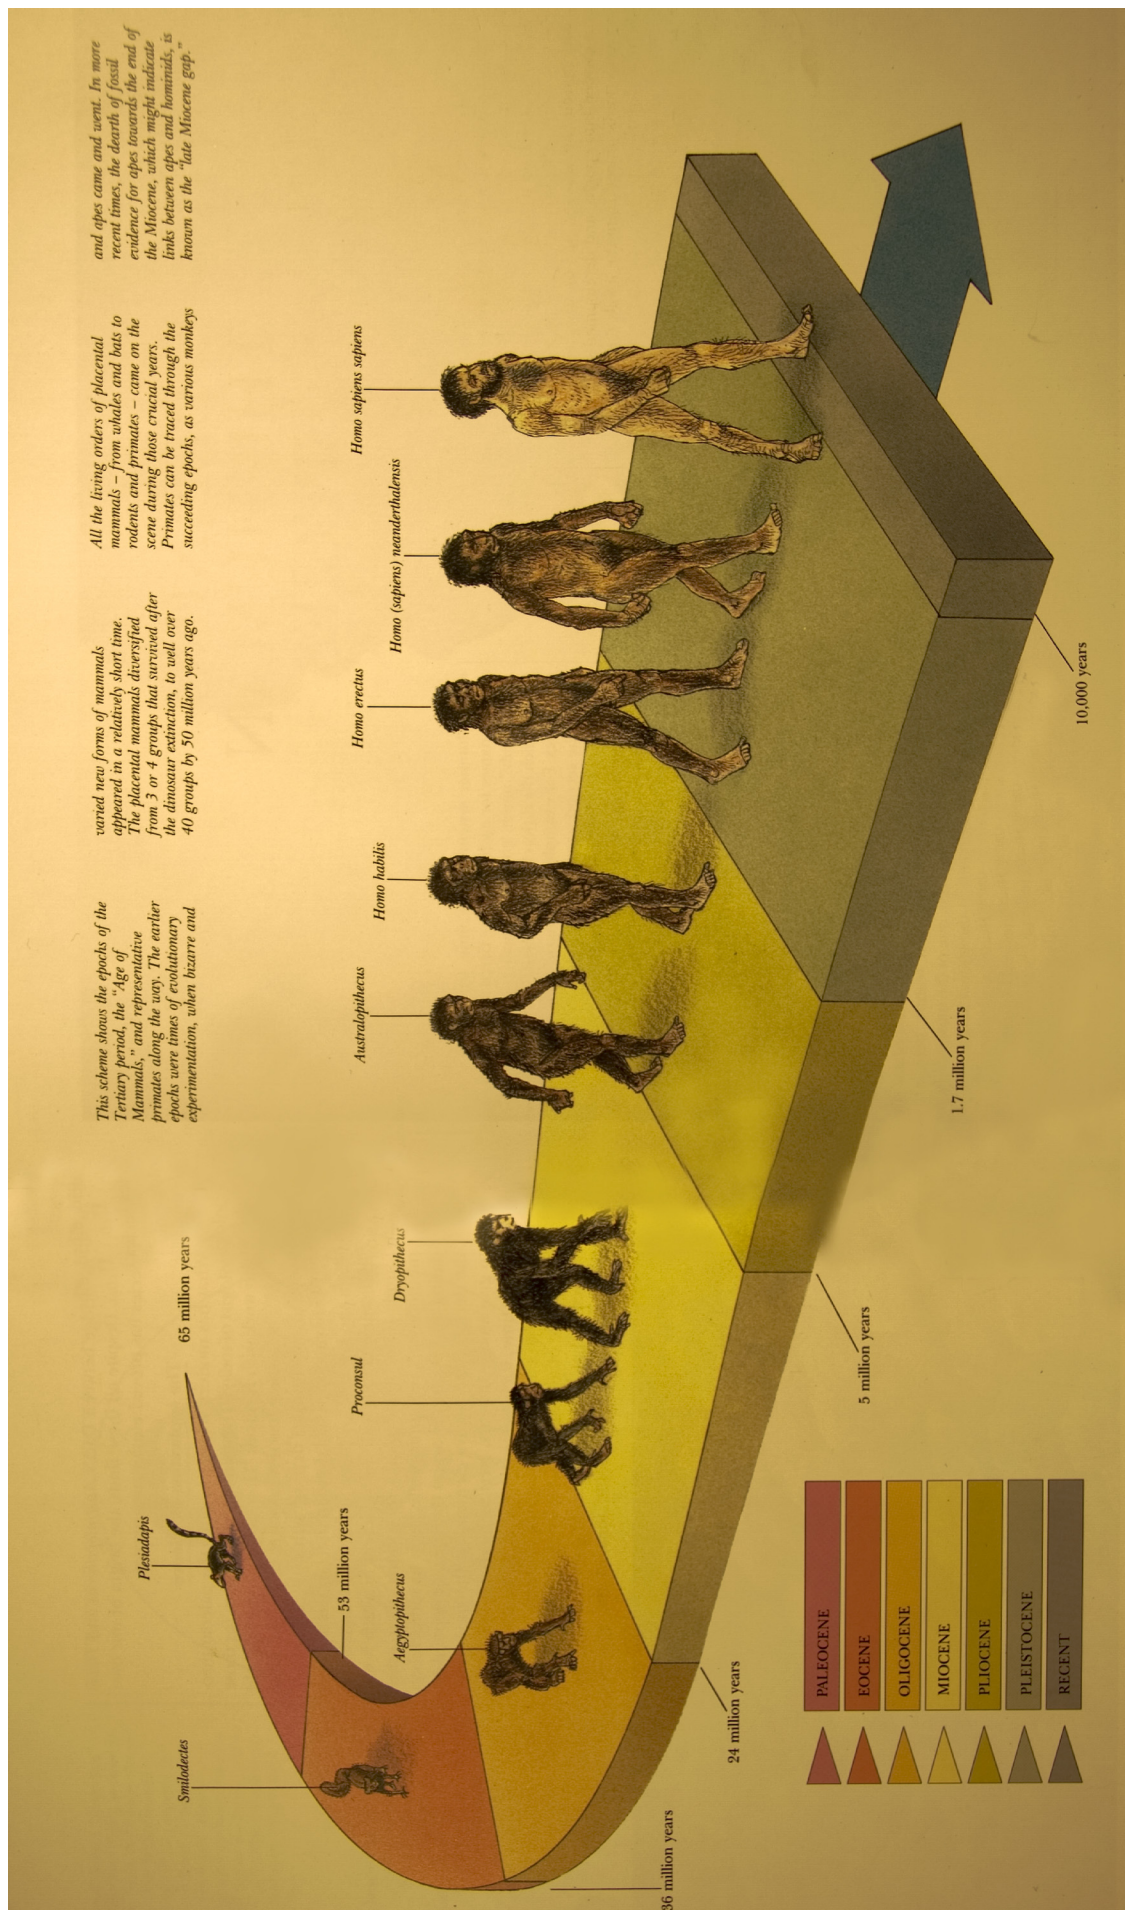 This scheme shows the epochs of the
Tertiary period, the "Age of
Mammals," and representative
primates along the way. The earlier
epochs were times of evolutionary
experimentation, when bizarre and
varied new forms of mammals
appeared in a relatively short time.
The placental mammals diversified
from 3 or 4 groups that survived after
the dinosaur extinction, to well over
40 groups by 50 million years ago.
All the living orders of placental
mammals – from whales and bats to
rodents and primates – came on the
scene during those crucial years.
Primates can be traced through the
succeeding epochs, as various monkeys
and apes came and went. In more
recent times, the dearth of fossil
evidence for apes towards the end of
the Miocene, which might indicate
links between apes and hominids, is
known as the "late Miocene gap."
65 million years
Plesiadapis
53 million years
Smilodectes
Aegyptopithecus
36 million years
Proconsul
24 million years
Dryopithecus
5 million years
Australopithecus
Homo habilis
1.7 million years
Homo erectus
Homo (sapiens) neanderthalensis
Homo sapiens sapiens
10,000 years
PALEOCENE
EOCENE
OLIGOCENE
MIOCENE
PLIOCENE
PLEISTOCENE
RECENT